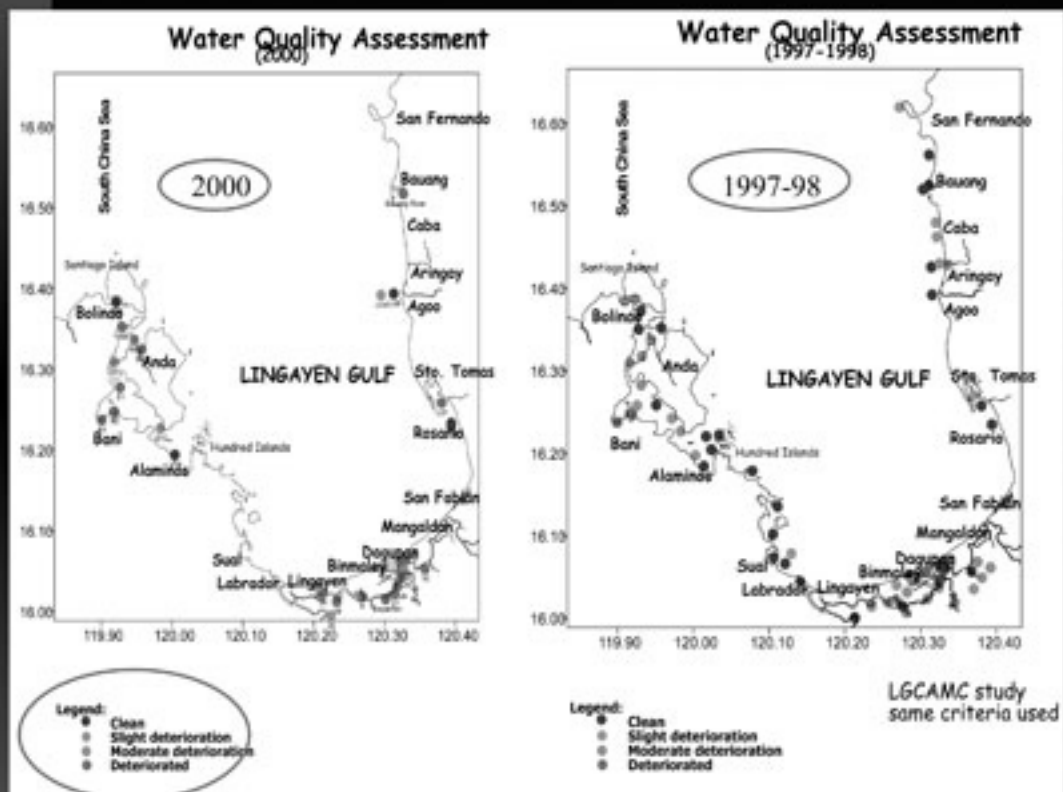 Water Quality Assessment
(2000)
South China Sea
2000
San Fernando
Bauang
Caba
Aringay
Agoo
Santiago Island
Bolinao
Anda
LINGAYEN GULF
Sto. Tomas
Rosario
Bani
Hundred Islands
Alaminos
San Fabian
Mangaldan
Dagupan
Binmaley
Sual
Labrador
Lingayen
16.60
16.50
16.40
16.30
16.20
16.10
16.00
119.90 120.00 120.10 120.20 120.30 120.40
Legend:
Clean
Slight deterioration
Moderate deterioration
Deteriorated
Water Quality Assessment
(1997-1998)
South China Sea
1997-98
San Fernando
Bauang
Caba
Aringay
Agoo
Santiago Island
Bolinao
Anda
LINGAYEN GULF
Sto. Tomas
Rosario
Bani
Hundred Islands
Alaminos
San Fabian
Mangaldan
Dagupan
Binmaley
Sual
Labrador
Lingayen
16.60
16.50
16.40
16.30
16.20
16.10
16.00
119.90 120.00 120.10 120.20 120.30 120.40
Legend:
Clean
Slight deterioration
Moderate deterioration
Deteriorated
LGCAMC study
same criteria used